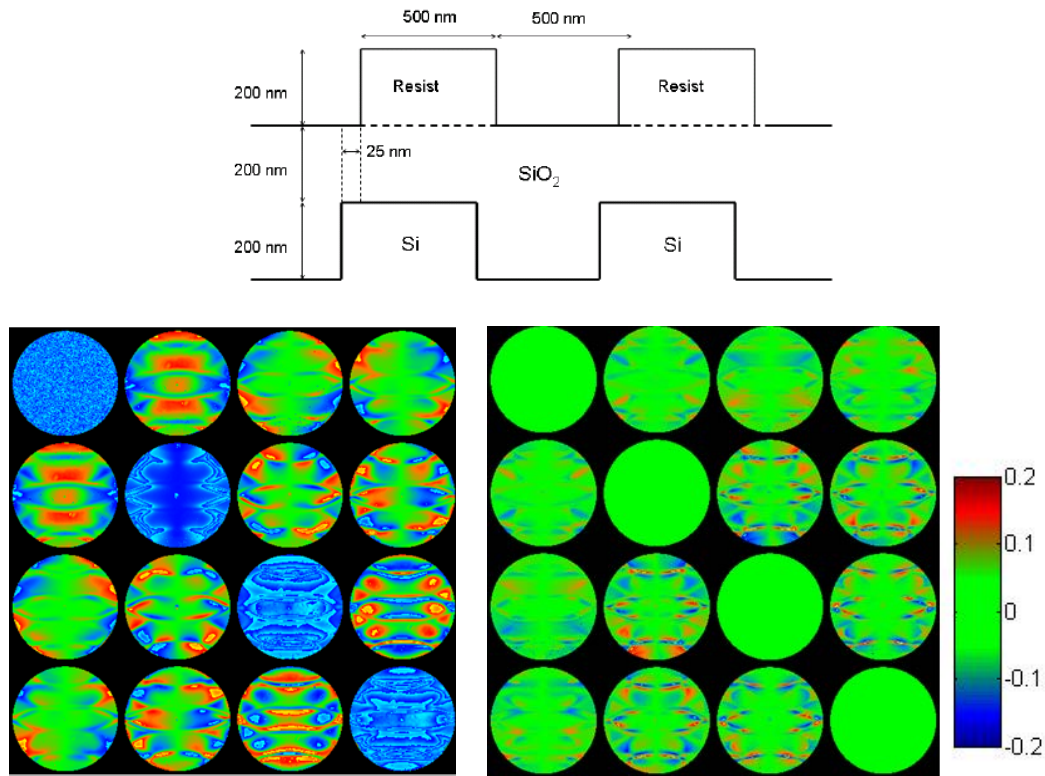 500 nm 500 nm
200 nm Resist Resist
25 nm
200 nm SiO₂
200 nm Si Si
0.2
0.1
0
-0.1
-0.2